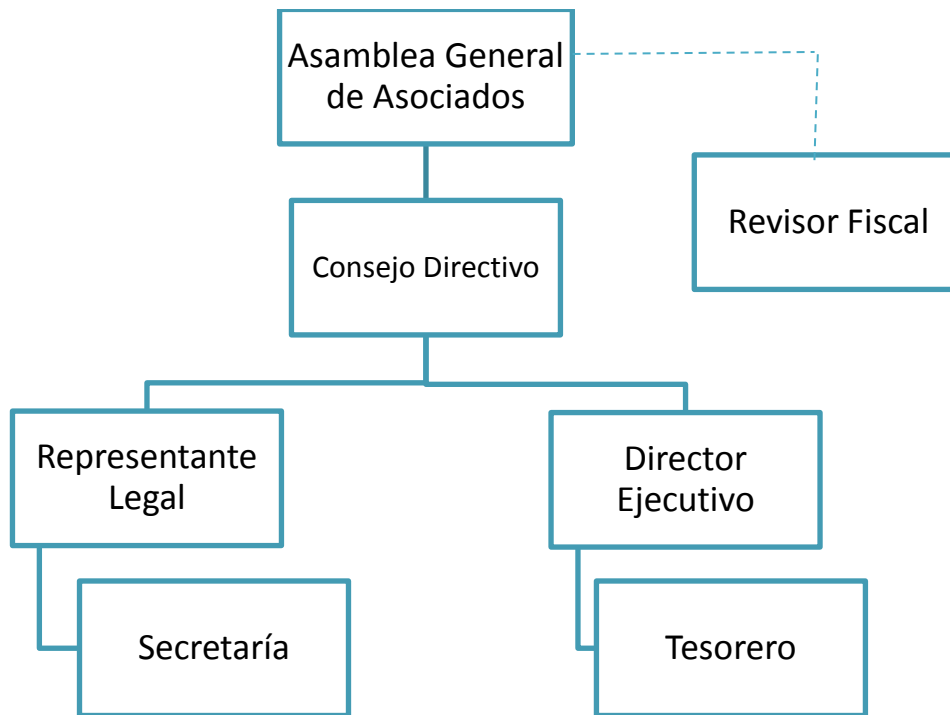 Asamblea General
de Asociados
Revisor Fiscal
Consejo Directivo
Representante
Legal
Director
Ejecutivo
Secretaría
Tesorero